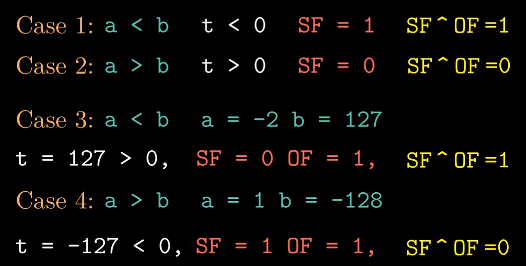 Case 1: a < b t < 0 SF = 1 SF^OF=1
Case 2: a > b t > 0 SF = 0 SF^OF=0
Case 3: a < b a = -2 b = 127
t = 127 > 0, SF = 0 OF = 1, SF^OF=1
Case 4: a > b a = 1 b = -128
t = -127 < 0, SF = 1 OF = 1, SF^OF=0